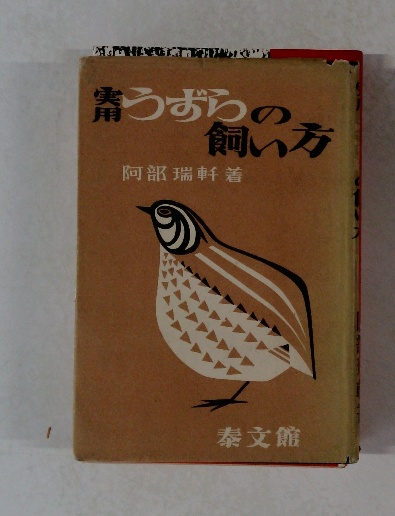 実用うずらの
飼い方
阿部瑞軒著
泰文館